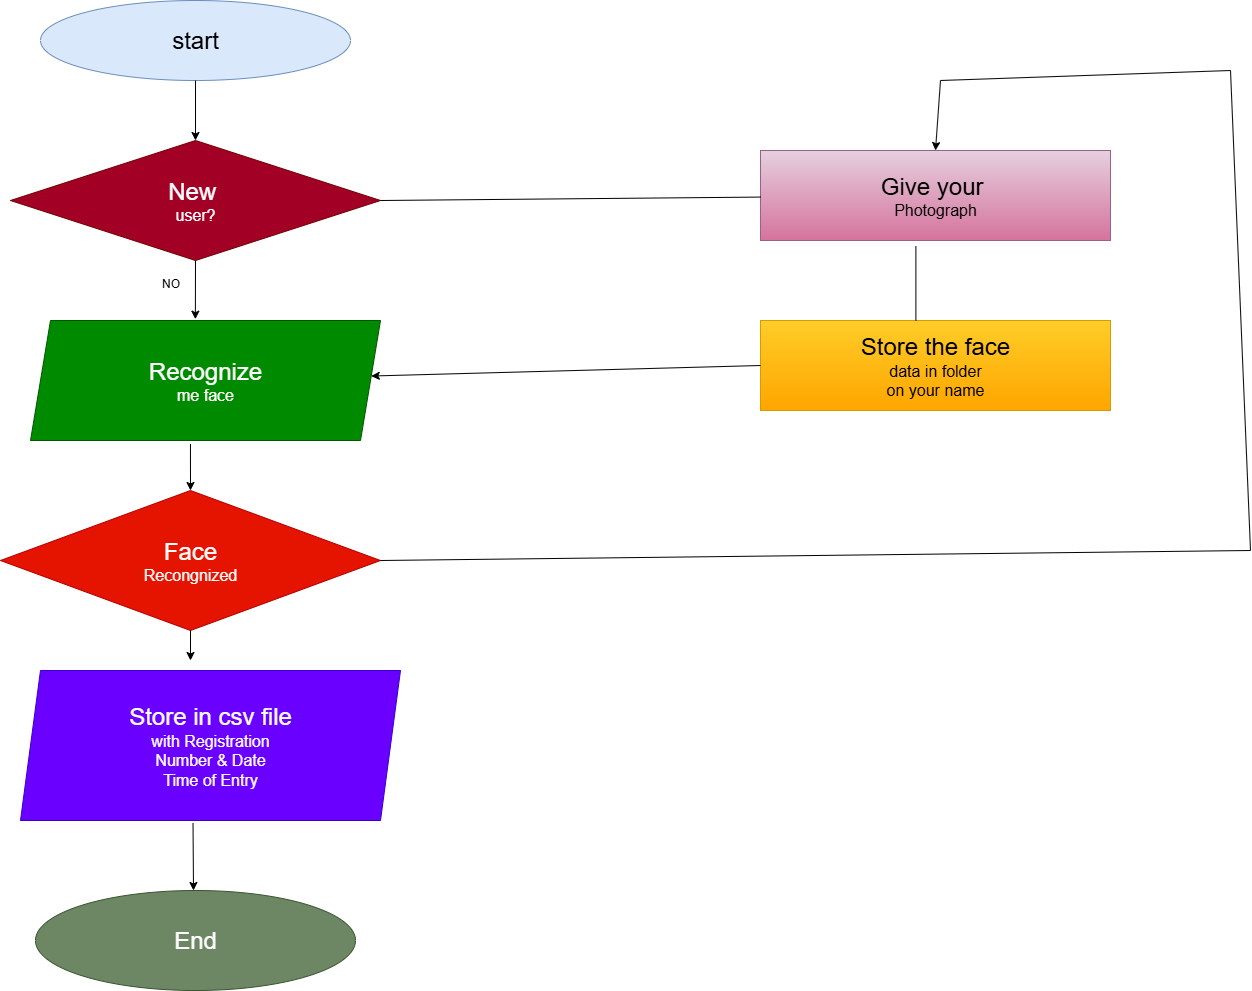 start
New
user?
Give your
Photograph
NO
Recognize
me face
Store the face
data in folder
on your name
Face
Recongnized
Store in csv file
with Registration
Number & Date
Time of Entry
End